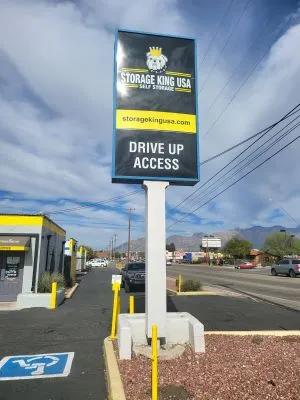 STORAGE KING USA
SELF STORAGE
storagekingusa.com
DRIVE UP
ACCESS